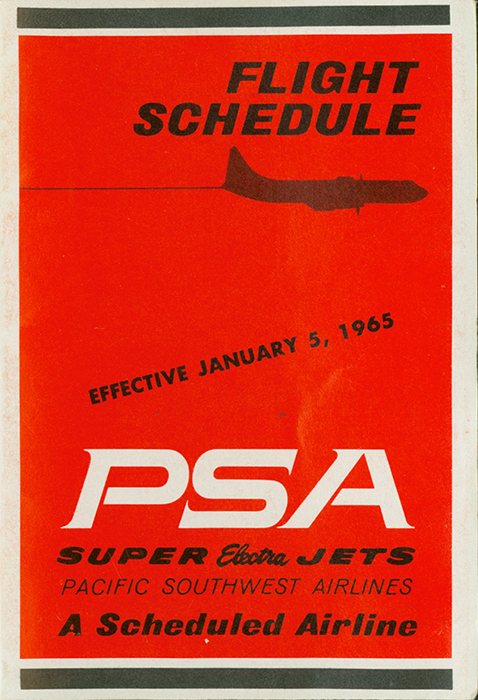 FLIGHT
SCHEDULE
EFFECTIVE JANUARY 5, 1965
PSA
SUPER Electra JETS
PACIFIC SOUTHWEST AIRLINES
A Scheduled Airline